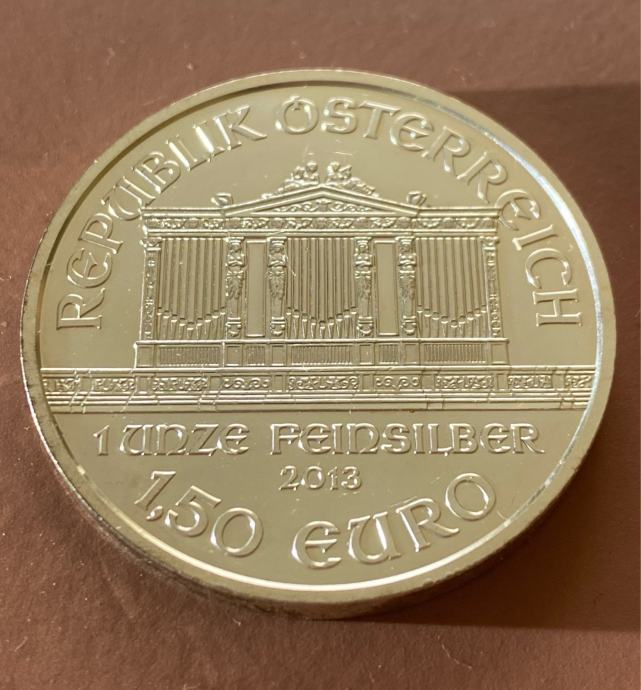 REPUBLIK ÖSTERREICH
1 UNZE FEINSILBER
2013
1,50 EURO